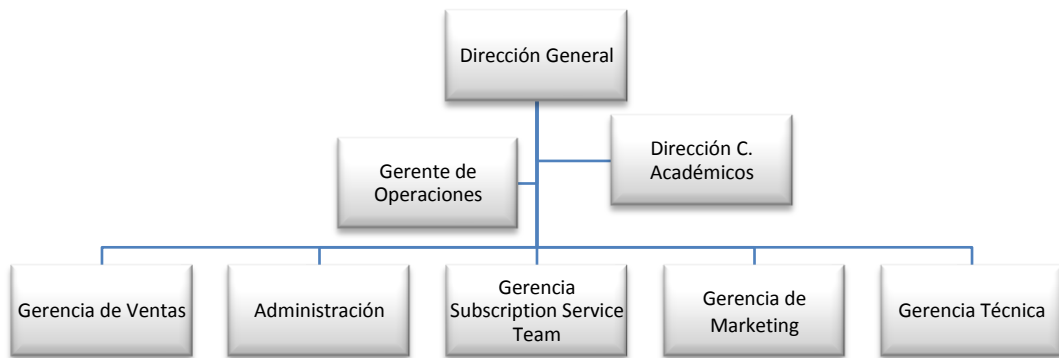 Dirección General
Dirección C.
Académicos
Gerente de
Operaciones
Gerencia de Ventas
Administración
Gerencia
Subscription Service
Team
Gerencia de
Marketing
Gerencia Técnica